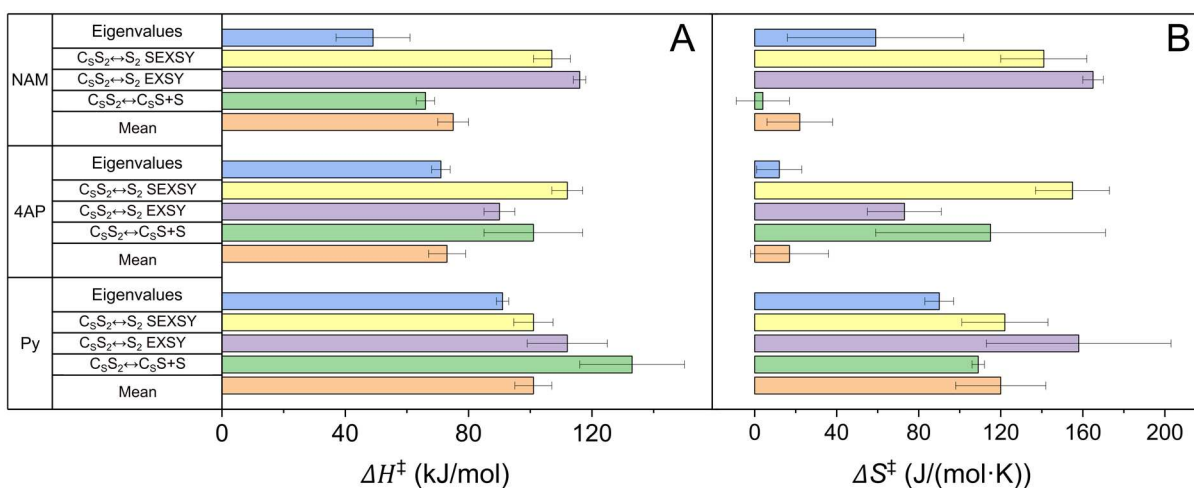 A
B
NAM
Eigenvalues
CₛS₂↔S₂ SEXSY
CₛS₂↔S₂ EXSY
CₛS₂↔CₛS+S
Mean
4AP
Eigenvalues
CₛS₂↔S₂ SEXSY
CₛS₂↔S₂ EXSY
CₛS₂↔CₛS+S
Mean
Py
Eigenvalues
CₛS₂↔S₂ SEXSY
CₛS₂↔S₂ EXSY
CₛS₂↔CₛS+S
Mean
0 40 80 120
0 40 80 120 160 200
ΔH‡ (kJ/mol)
ΔS‡ (J/(mol·K))